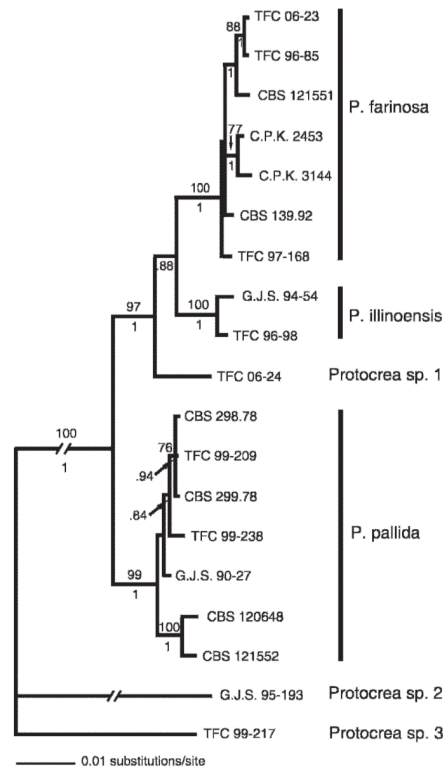 88
TFC 06-23
1
TFC 96-85
1
CBS 121551
P. farinosa
77
C.P.K. 2453
1
C.P.K. 3144
100
1
CBS 139.92
TFC 97-168
.88
100
G.J.S. 94-54
1
P. illinoensis
TFC 96-98
97
1
TFC 06-24 Protocrea sp. 1
CBS 298.78
100
1
76
TFC 99-209
.94
CBS 299.78
.84
TFC 99-238
P. pallida
99
1
G.J.S. 90-27
CBS 120648
100
1
CBS 121552
G.J.S. 95-193 Protocrea sp. 2
TFC 99-217 Protocrea sp. 3
0.01 substitutions/site